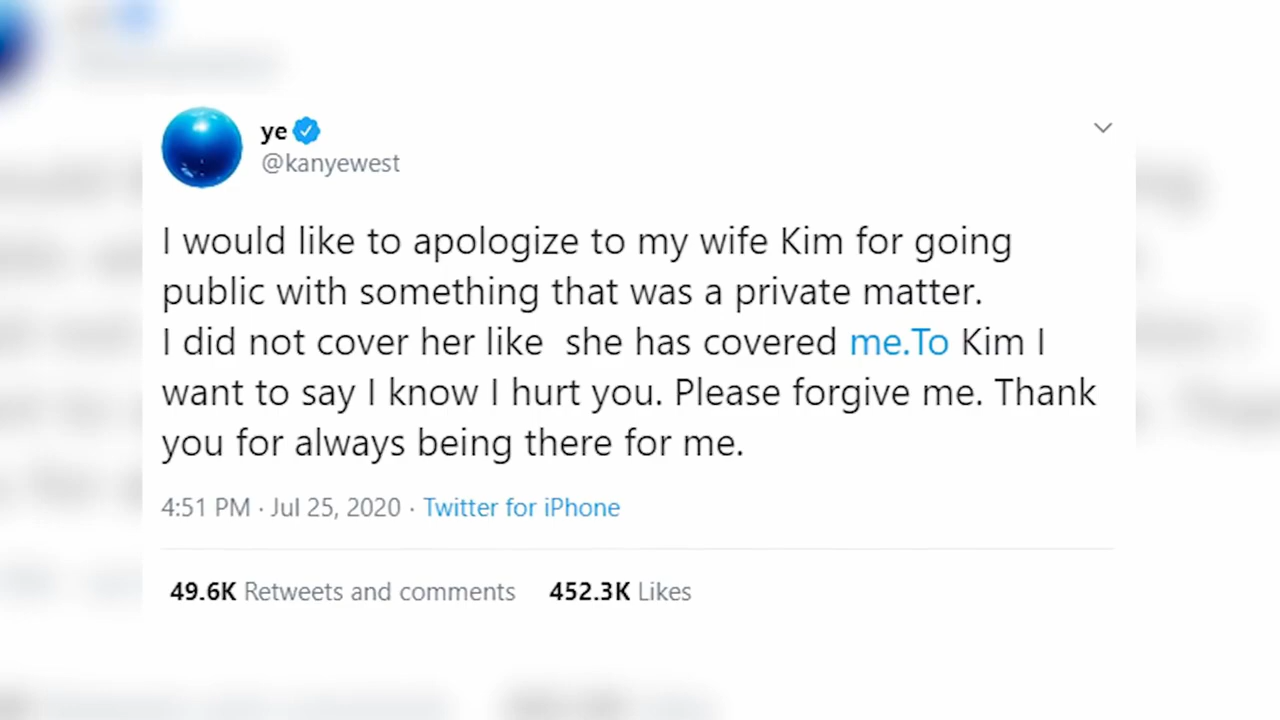 ye
@kanyewest
I would like to apologize to my wife Kim for going
public with something that was a private matter.
I did not cover her like  she has covered me.To Kim I
want to say I know I hurt you. Please forgive me. Thank
you for always being there for me.
4:51 PM · Jul 25, 2020 · Twitter for iPhone
49.6K Retweets and comments 452.3K Likes